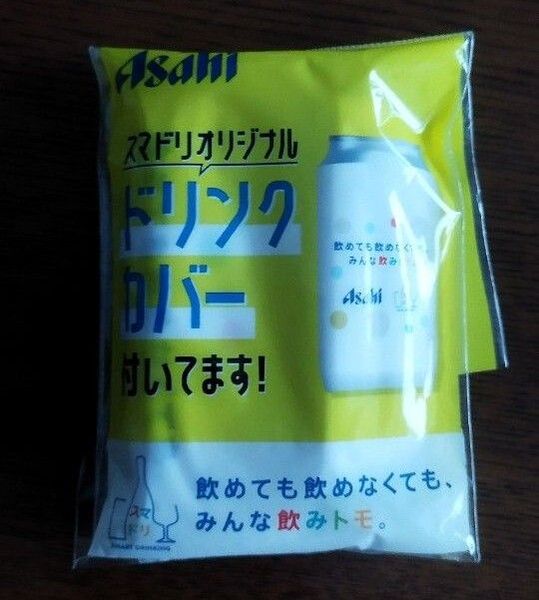 Asahi
スマドリオリジナル
ドリンク
カバー
付いてます!
飲めても飲めなくても、
みんな飲みトモ。
Asahi
スマ
ドリ
SMART DRINKING
飲めても飲めなくても、
みんな飲みトモ。